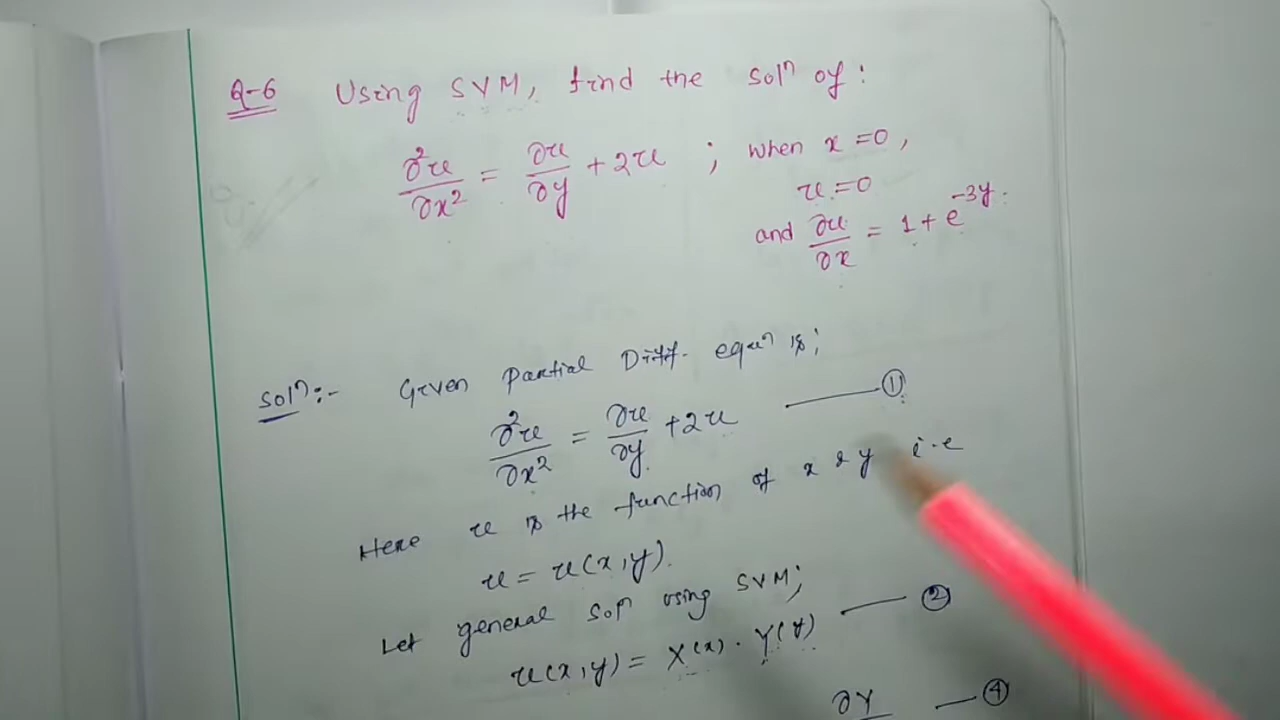 Q-6 Using SVM, find the solⁿ of :
∂²u/∂x² = ∂u/∂y + 2u ; when x = 0,
u = 0
and ∂u/∂x = 1 + e^(-3y).
Solⁿ:- Given Partial Diff. equⁿ is;
∂²u/∂x² = ∂u/∂y + 2u —— ①
Here u is the function of x & y i.e
u = u(x,y).
Let general solⁿ using SVM;
u(x,y) = X(x) · Y(y) —— ②
∂Y —— ④